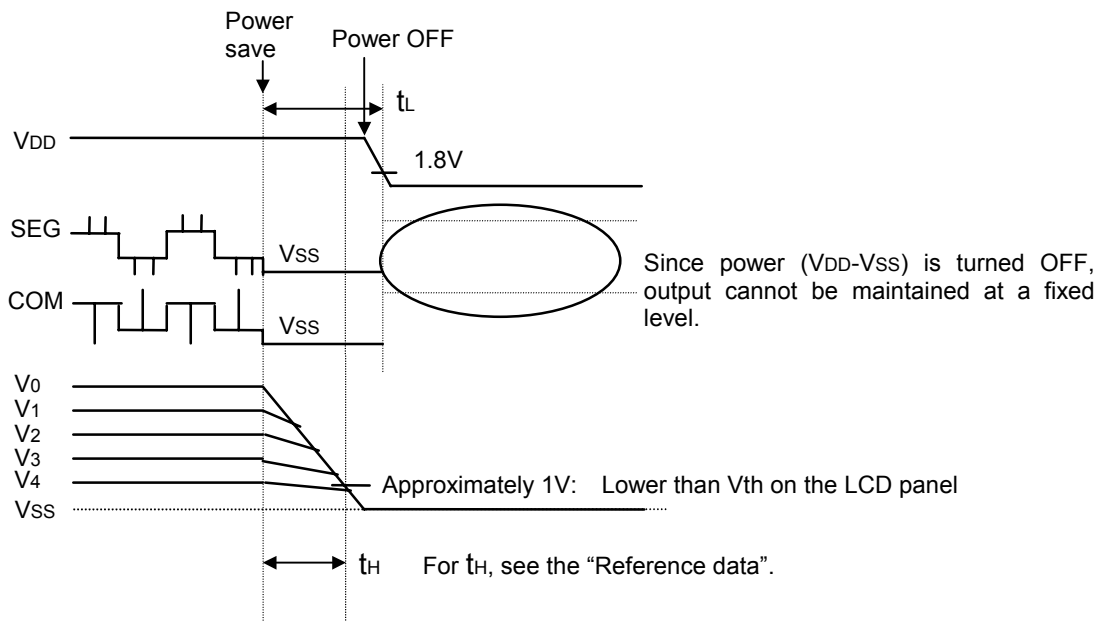 Power
save
Power OFF
tL
VDD
1.8V
SEG
VSS
Since power (VDD-VSS) is turned OFF,
output cannot be maintained at a fixed
level.
COM
VSS
V0
V1
V2
V3
V4
Approximately 1V: Lower than Vth on the LCD panel
VSS
tH For tH, see the “Reference data”.